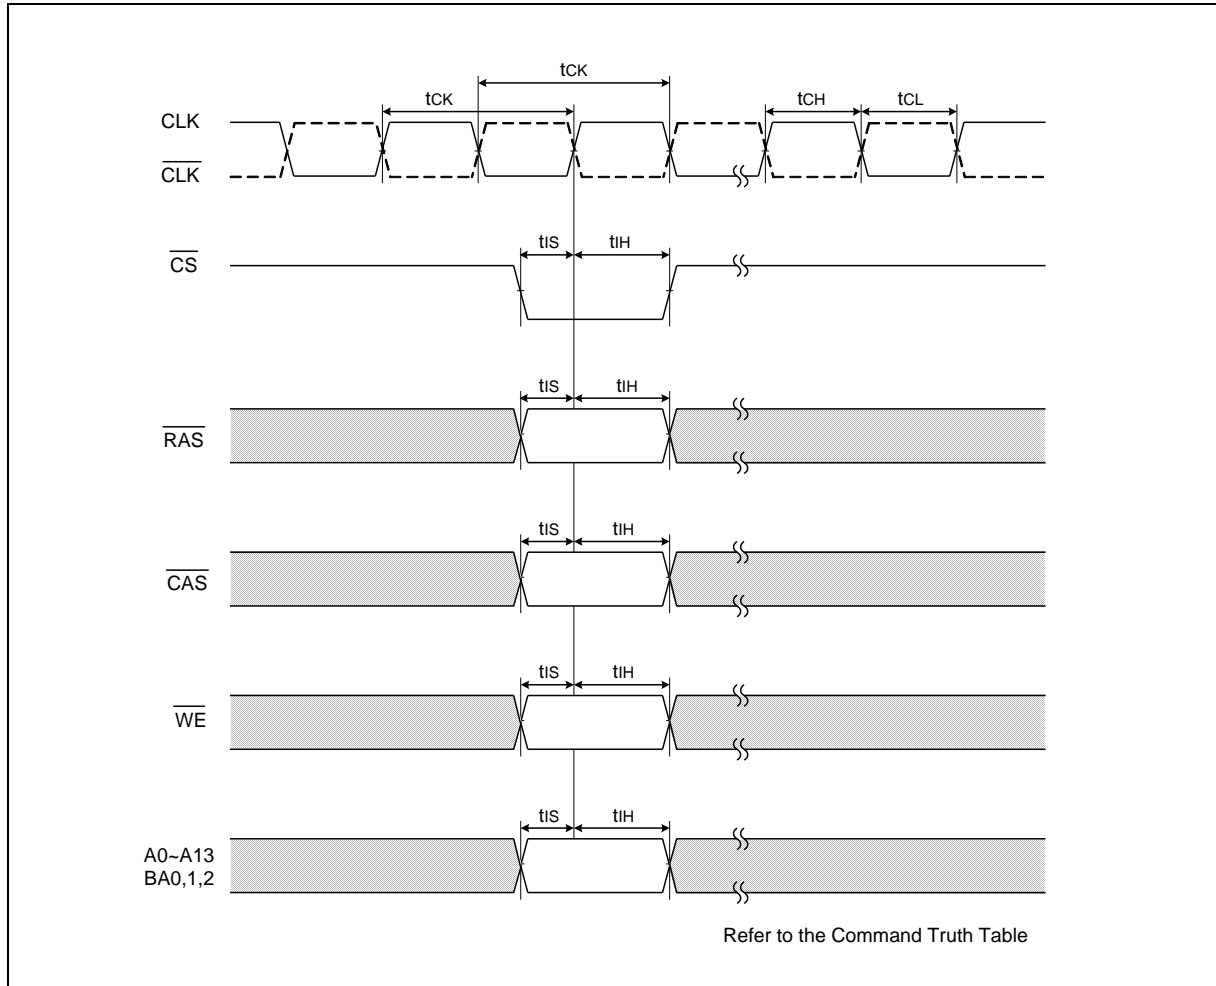 tCK
tCK
tCH
tCL
CLK
CLK
tIS
tIH
CS
tIS
tIH
RAS
tIS
tIH
CAS
tIS
tIH
WE
tIS
tIH
A0~A13
BA0,1,2
Refer to the Command Truth Table